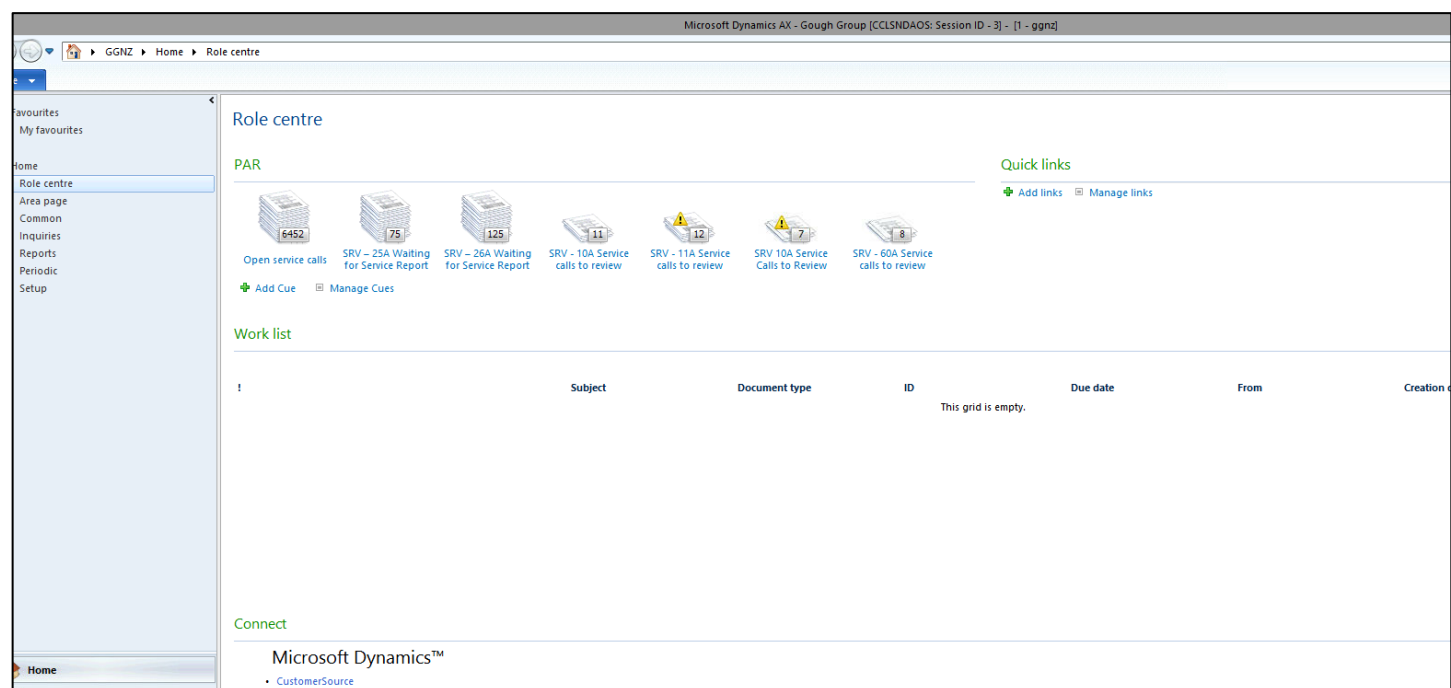 Microsoft Dynamics AX - Gough Group [CCLSNDAOS: Session ID - 3] - [1 - ggnz]
GGNZ Home Role centre
Favourites
My favourites
Home
Role centre
Area page
Common
Inquiries
Reports
Periodic
Setup
Role centre
PAR
6452
Open service calls
75
SRV – 25A Waiting
for Service Report
125
SRV – 26A Waiting
for Service Report
11
SRV - 10A Service
calls to review
12
SRV - 11A Service
calls to review
7
SRV 10A Service
Calls to Review
8
SRV - 60A Service
calls to review
Add Cue Manage Cues
Quick links
Add links Manage links
Work list
! Subject Document type ID Due date From Creation
This grid is empty.
Connect
Microsoft Dynamics™
• CustomerSource
Home